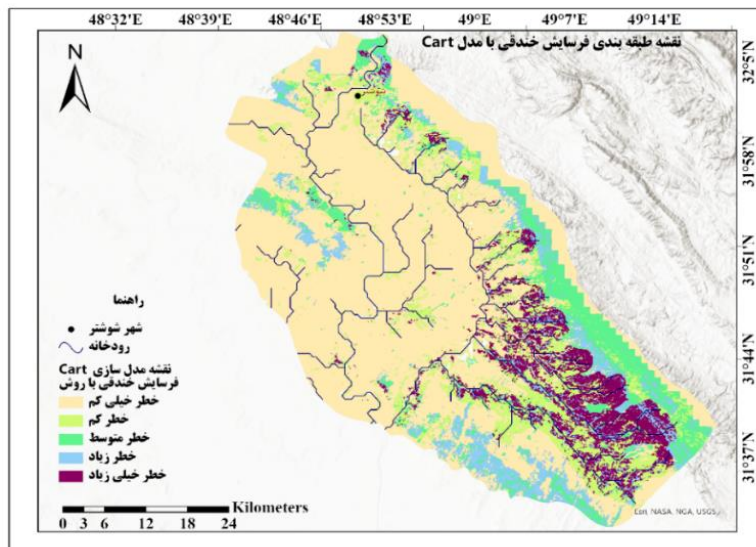 48°32'E 48°39'E 48°46'E 48°53'E 49°E 49°7'E 49°14'E
نقشه طبقه بندی فرسایش خندقی با مدل Cart
N
32°5'N
31°58'N
31°51'N
31°44'N
31°37'N
شوشتر
راهنما
شهر شوشتر
رودخانه
نقشه مدل سازی Cart
فرسایش خندقی با روش
خطر خیلی کم
خطر کم
خطر متوسط
خطر زیاد
خطر خیلی زیاد
Kilometers
0 3 6 12 18 24
Esri, NASA, NGA, USGS